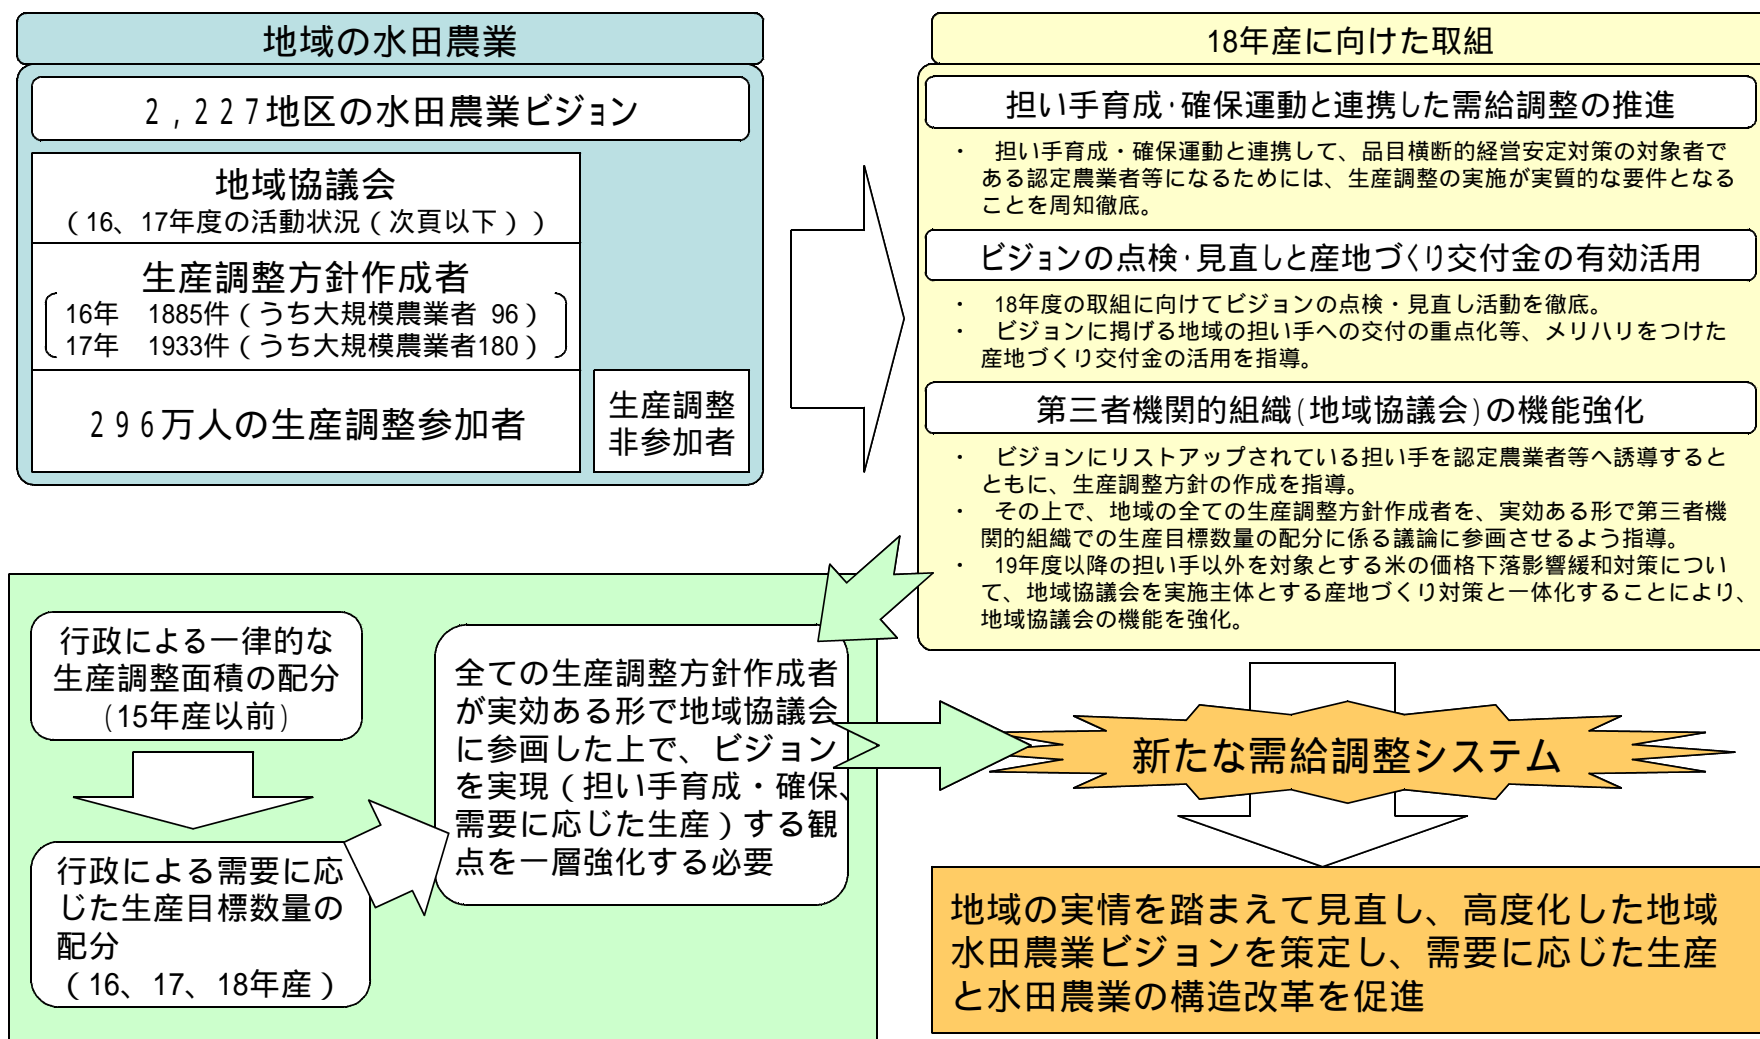 地域の水田農業
2,227地区の水田農業ビジョン
地域協議会
(16、17年度の活動状況(次頁以下))
生産調整方針作成者
16年 1885件(うち大規模農業者 96)
17年 1933件(うち大規模農業者180)
296万人の生産調整参加者
生産調整
非参加者
18年産に向けた取組
担い手育成・確保運動と連携した需給調整の推進
・ 担い手育成・確保運動と連携して、品目横断的経営安定対策の対象者で
ある認定農業者等になるためには、生産調整の実施が実質的な要件となる
ことを周知徹底。
ビジョンの点検・見直しと産地づくり交付金の有効活用
・ 18年度の取組に向けてビジョンの点検・見直し活動を徹底。
・ ビジョンに掲げる地域の担い手への交付の重点化等、メリハリをつけた
産地づくり交付金の活用を指導。
第三者機関的組織(地域協議会)の機能強化
・ ビジョンにリストアップされている担い手を認定農業者等へ誘導すると
ともに、生産調整方針の作成を指導。
・ その上で、地域の全ての生産調整方針作成者を、実効ある形で第三者機
関的組織での生産目標数量の配分に係る議論に参画させるよう指導。
・ 19年度以降の担い手以外を対象とする米の価格下落影響緩和対策につい
て、地域協議会を実施主体とする産地づくり対策と一体化することにより、
地域協議会の機能を強化。
行政による一律的な
生産調整面積の配分
(15年産以前)
行政による需要に応
じた生産目標数量の
配分
(16、17、18年産)
全ての生産調整方針作成者
が実効ある形で地域協議会
に参画した上で、ビジョン
を実現(担い手育成・確保、
需要に応じた生産)する観
点を一層強化する必要
新たな需給調整システム
地域の実情を踏まえて見直し、高度化した地域
水田農業ビジョンを策定し、需要に応じた生産
と水田農業の構造改革を促進